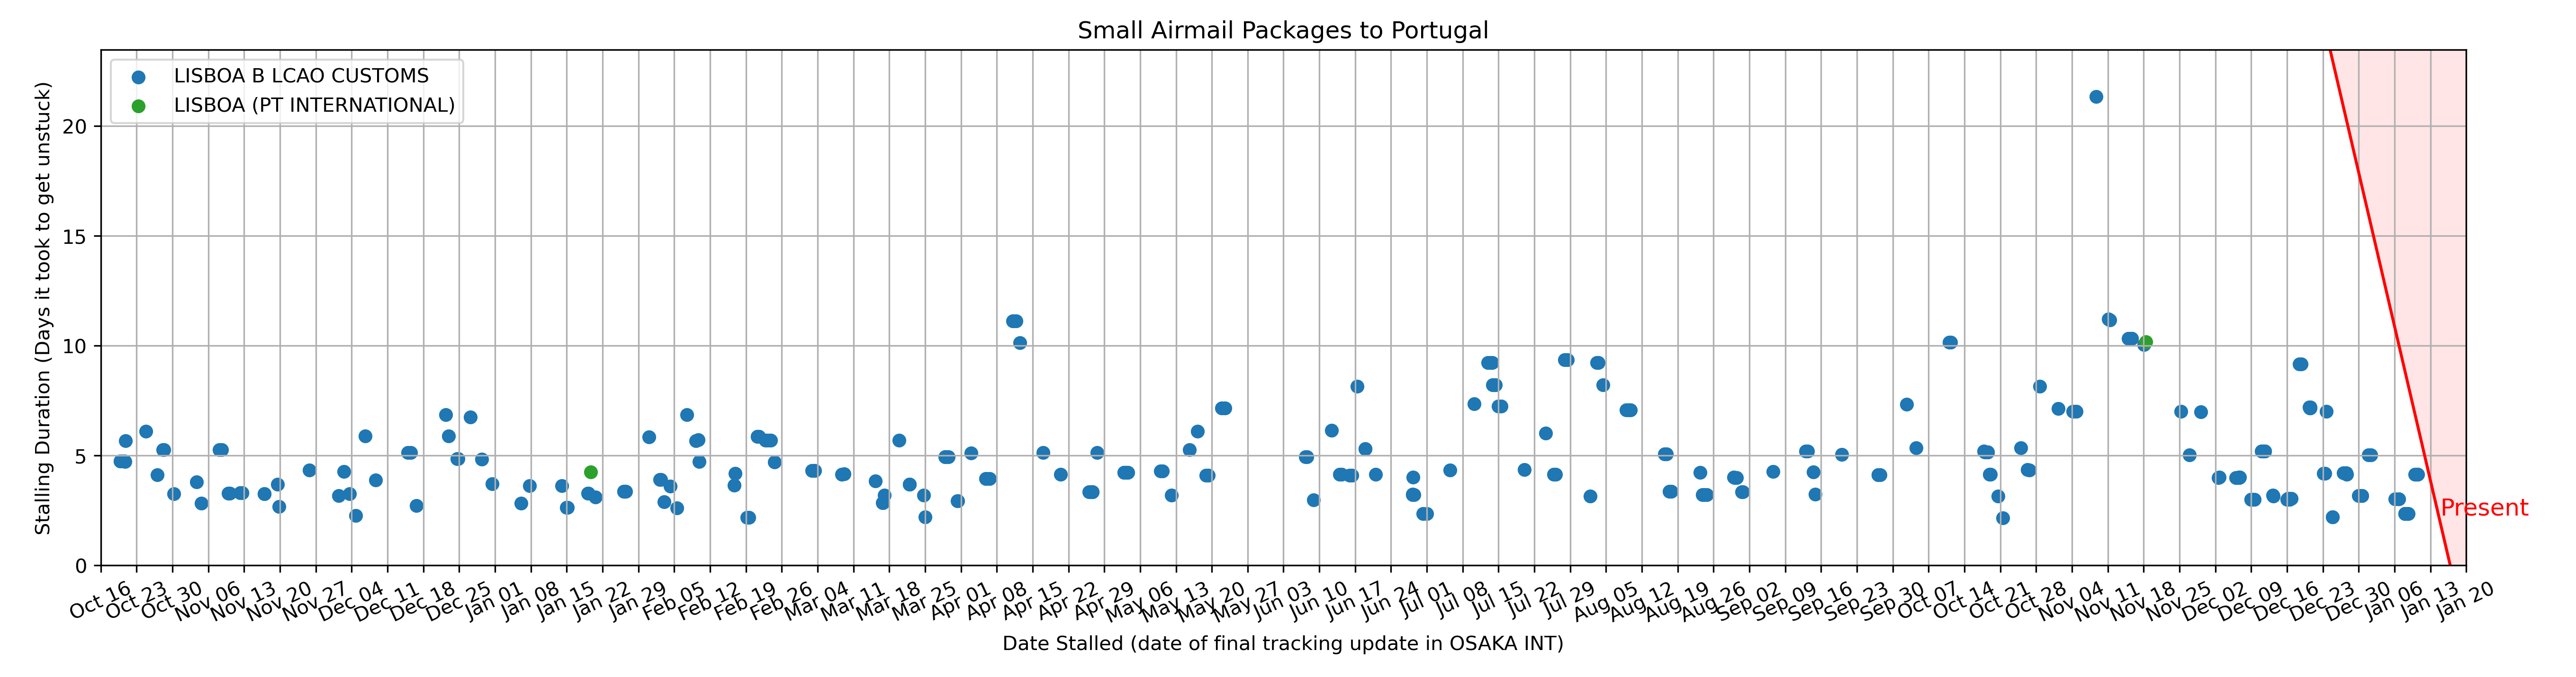 Small Airmail Packages to Portugal
LISBOA B LCAO CUSTOMS
LISBOA (PT INTERNATIONAL)
Stalling Duration (Days it took to get unstuck)
20
15
10
5
0
Present
Oct 16 Oct 23 Oct 30 Nov 06 Nov 13 Nov 20 Nov 27 Dec 04 Dec 11 Dec 18 Dec 25 Jan 01 Jan 08 Jan 15 Jan 22 Jan 29 Feb 05 Feb 12 Feb 19 Feb 26 Mar 04 Mar 11 Mar 18 Mar 25 Apr 01 Apr 08 Apr 15 Apr 22 Apr 29 May 06 May 13 May 20 May 27 Jun 03 Jun 10 Jun 17 Jun 24 Jul 01 Jul 08 Jul 15 Jul 22 Jul 29 Aug 05 Aug 12 Aug 19 Aug 26 Sep 02 Sep 09 Sep 16 Sep 23 Sep 30 Oct 07 Oct 14 Oct 21 Oct 28 Nov 04 Nov 11 Nov 18 Nov 25 Dec 02 Dec 09 Dec 16 Dec 23 Dec 30 Jan 06 Jan 13 Jan 20
Date Stalled (date of final tracking update in OSAKA INT)